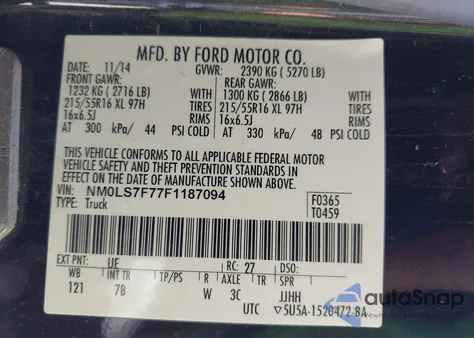 MFD. BY FORD MOTOR CO.
DATE: 11/14 GVWR: 2390 KG ( 5270 LB)
FRONT GAWR: REAR GAWR:
1232 KG ( 2716 LB) WITH 1300 KG ( 2866 LB) WITH
215/55R16 XL 97H TIRES 215/55R16 XL 97H TIRES
16x6.5J RIMS 16x6.5J RIMS
AT 300 kPa/ 44 PSI COLD AT 330 kPa/ 48 PSI COLD
THIS VEHICLE CONFORMS TO ALL APPLICABLE FEDERAL MOTOR
VEHICLE SAFETY AND THEFT PREVENTION STANDARDS IN
EFFECT ON THE DATE OF MANUFACTURE SHOWN ABOVE.
VIN: NM0LS7F77F1187094 F0365
TYPE: Truck T0459
EXT PNT: UE RC: 27 DSO:
WB INT TR TP/PS R AXLE TR SPR
121 7B W 3C JJHH
UTC 5U5A-1520472-BA
autoSnap